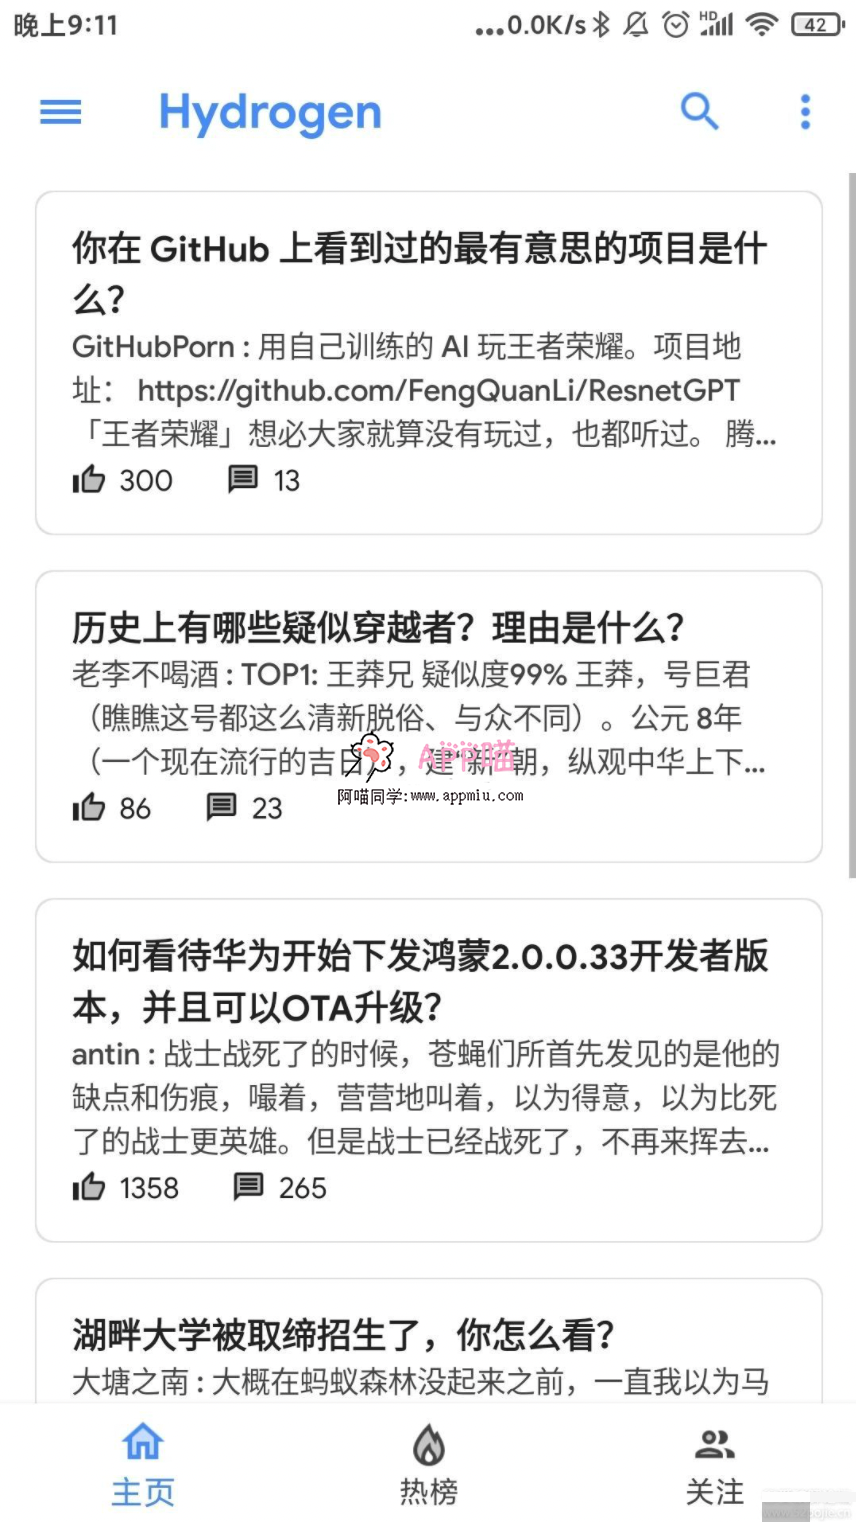 晚上9:11
...0.0K/s HD 42
Hydrogen
你在 GitHub 上看到过的最有意思的项目是什
么？
GitHubPorn : 用自己训练的 AI 玩王者荣耀。项目地
址： https://github.com/FengQuanLi/ResnetGPT
「王者荣耀」想必大家就算没有玩过，也都听过。 腾...
300 13
历史上有哪些疑似穿越者？理由是什么？
老李不喝酒 : TOP1: 王莽兄 疑似度99% 王莽，号巨君
（瞧瞧这号都这么清新脱俗、与众不同）。公元 8年
（一个现在流行的吉日），建“新”朝，纵观中华上下...
APP喵
阿喵同学:www.appmiu.com
86 23
如何看待华为开始下发鸿蒙2.0.0.33开发者版
本，并且可以OTA升级？
antin : 战士战死了的时候，苍蝇们所首先发见的是他的
缺点和伤痕，嘬着，营营地叫着，以为得意，以为比死
了的战士更英雄。但是战士已经战死了，不再来挥去...
1358 265
湖畔大学被取缔招生了，你怎么看？
大塘之南 : 大概在蚂蚁森林没起来之前，一直我以为马
主页 热榜 关注